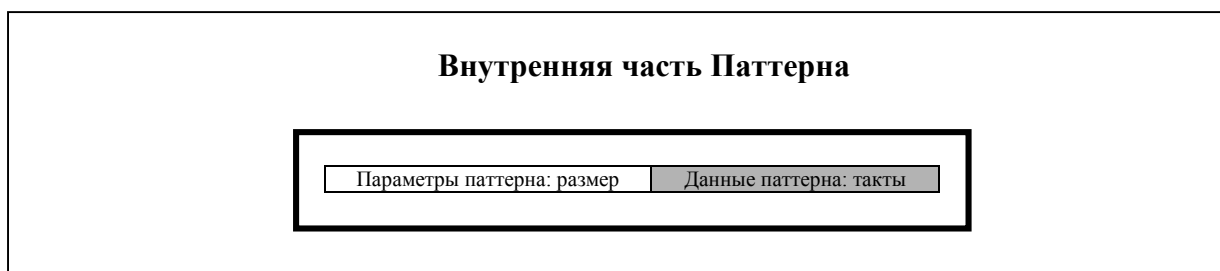 Внутренняя часть Паттерна
Параметры паттерна: размер Данные паттерна: такты